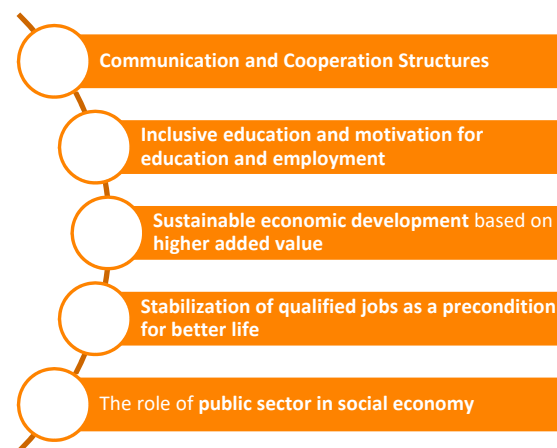 Communication and Cooperation Structures
Inclusive education and motivation for
education and employment
Sustainable economic development based on
higher added value
Stabilization of qualified jobs as a precondition
for better life
The role of public sector in social economy